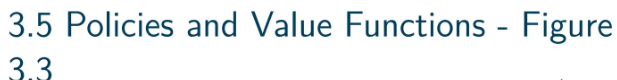 3.5 Policies and Value Functions - Figure
3.3